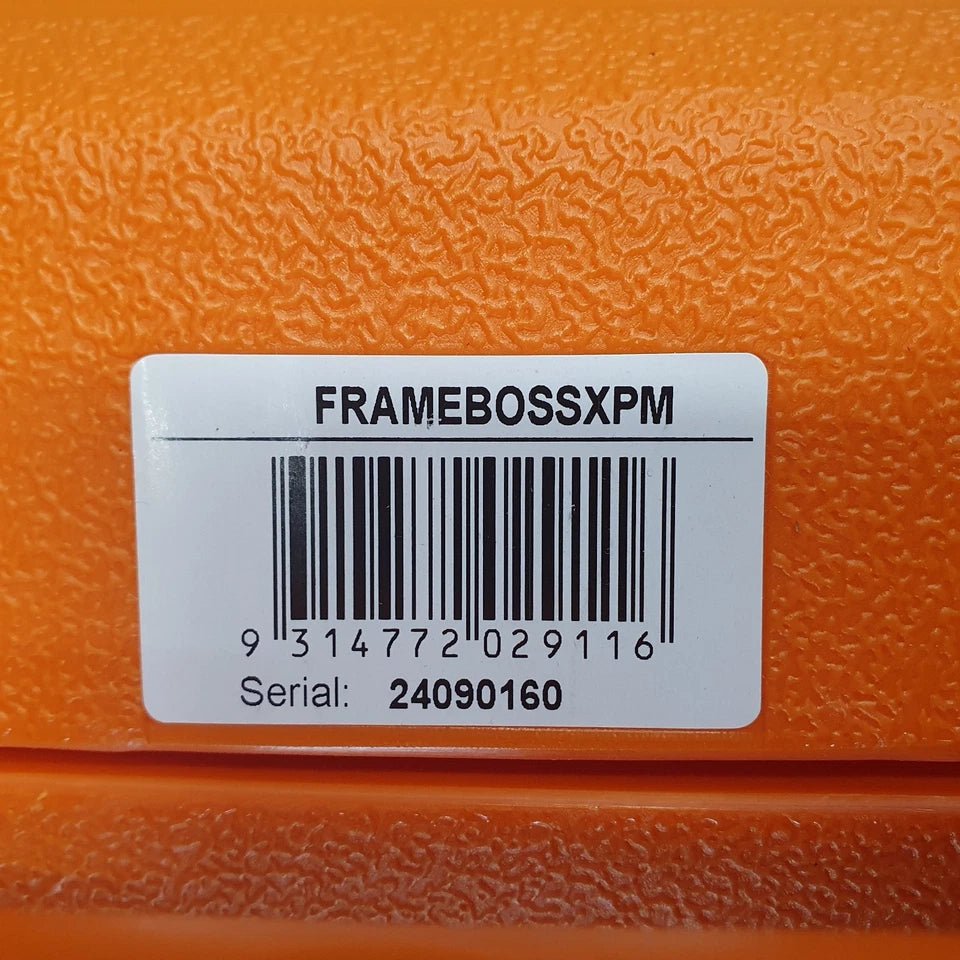 FRAMEBOSSXPM
9 314772 029116
Serial: 24090160